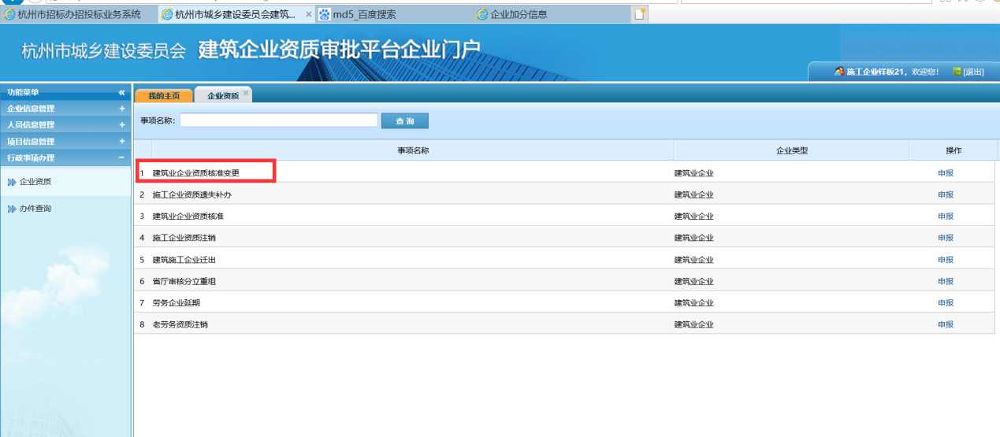 杭州市招标办招投标业务系统 杭州市城乡建设委员会建筑... × md5_百度搜索 企业加分信息
杭州市城乡建设委员会 建筑企业资质审批平台企业门户
施工企业样板21，欢迎您! [退出]
功能菜单 «
我的主页 企业资质 ×
企业信息管理 +
人员信息管理 +
事项名称: 查 询
项目信息管理 +
行政事项办理 −
企业资质
办件查询
事项名称 企业类型 操作
1 建筑业企业资质核准变更 建筑业企业 申报
2 施工企业资质遗失补办 建筑业企业 申报
3 建筑业企业资质核准 建筑业企业 申报
4 施工企业资质注销 建筑业企业 申报
5 建筑施工企业迁出 建筑业企业 申报
6 省厅审核分立重组 建筑业企业 申报
7 劳务企业延期 建筑业企业 申报
8 老劳务资质注销 建筑业企业 申报